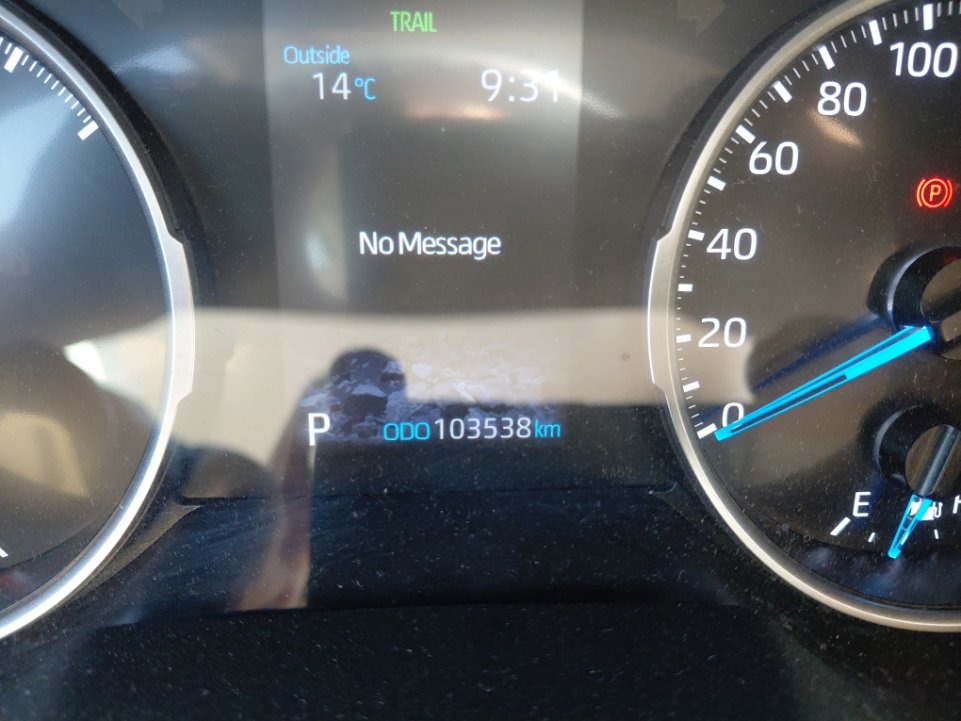 TRAIL
Outside
14°C 9:31
100
80
60
P
No Message
40
20
0
P ODO 103538 km
E